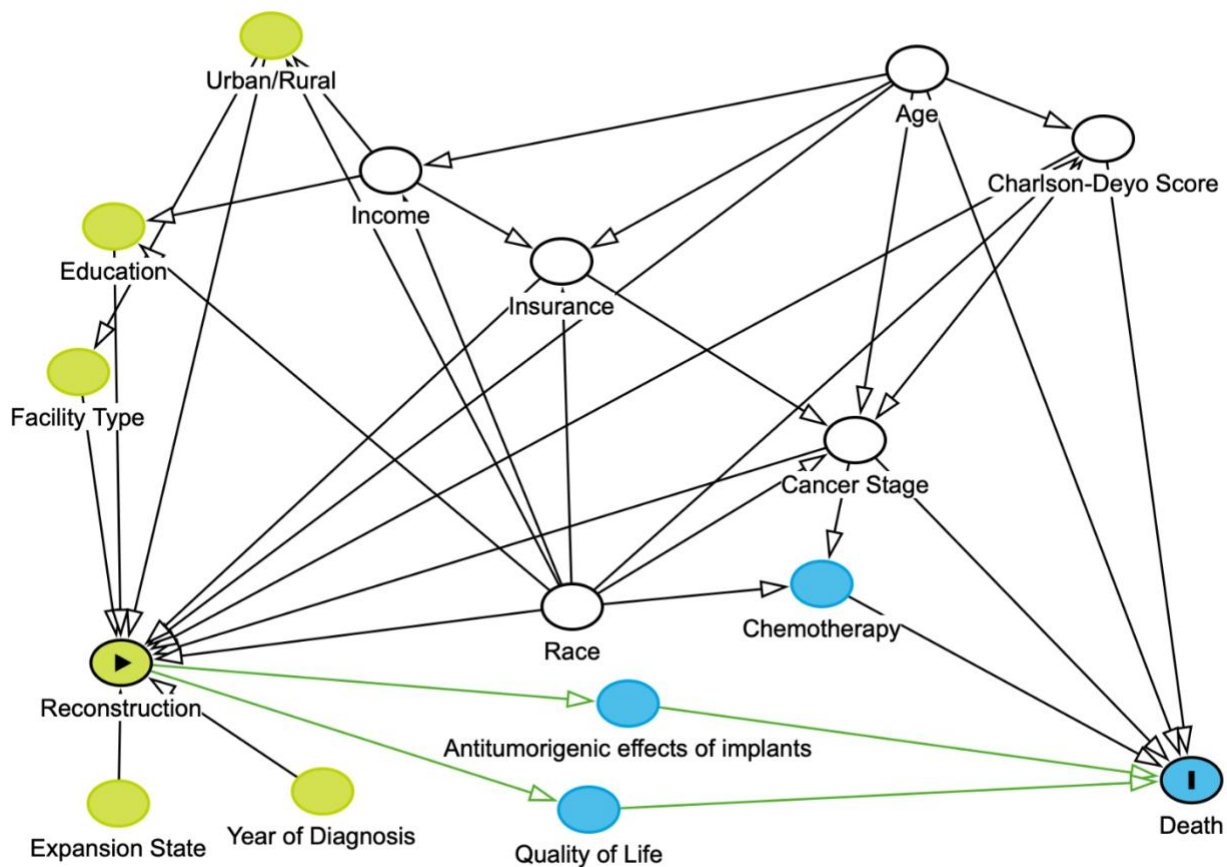 Urban/Rural
Age
Charlson-Deyo Score
Income
Education
Insurance
Facility Type
Cancer Stage
Chemotherapy
Race
Reconstruction
Antitumorigenic effects of implants
Expansion State
Year of Diagnosis
Quality of Life
Death